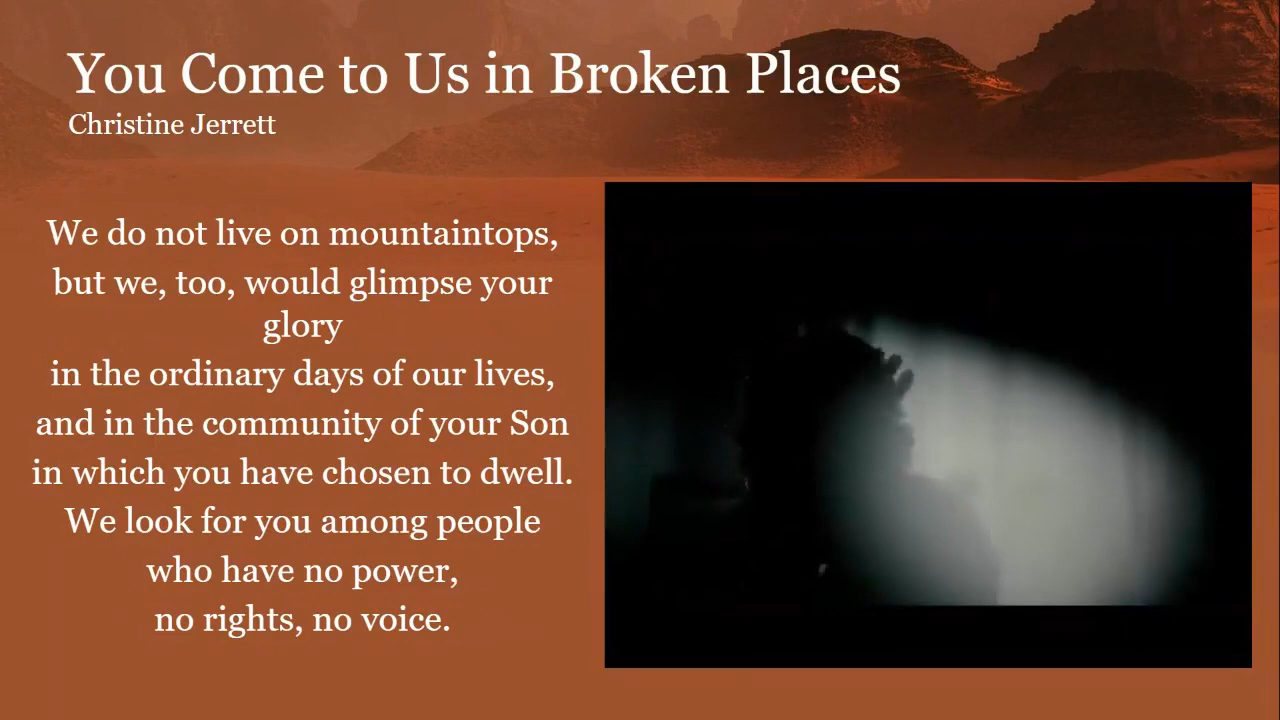 You Come to Us in Broken Places
Christine Jerrett
We do not live on mountaintops,
but we, too, would glimpse your
glory
in the ordinary days of our lives,
and in the community of your Son
in which you have chosen to dwell.
We look for you among people
who have no power,
no rights, no voice.